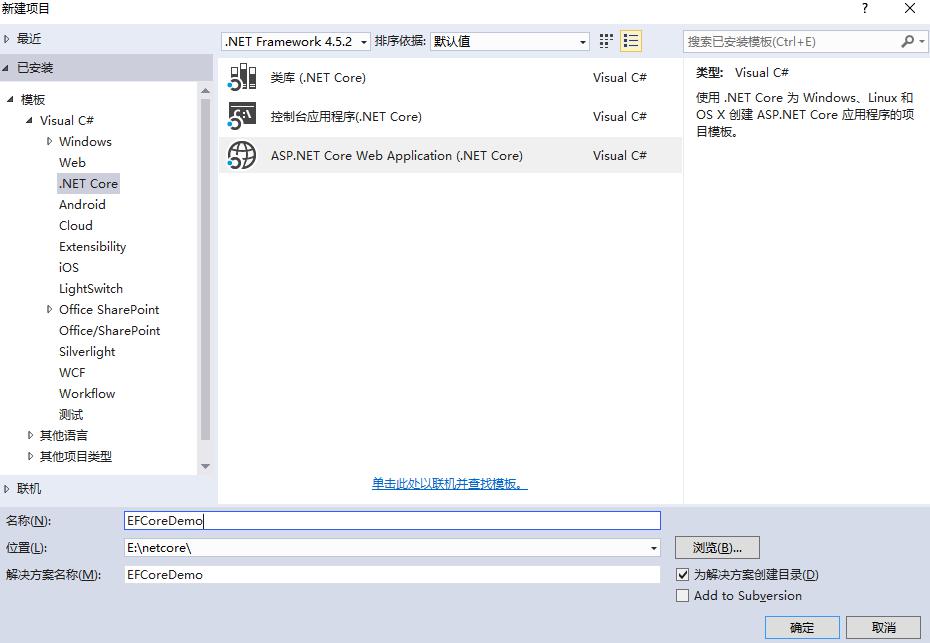 新建项目
?
最近
.NET Framework 4.5.2
排序依据:
默认值
搜索已安装模板(Ctrl+E)
已安装
模板
Visual C#
Windows
Web
.NET Core
Android
Cloud
Extensibility
iOS
LightSwitch
Office SharePoint
Office/SharePoint
Silverlight
WCF
Workflow
测试
其他语言
其他项目类型
联机
类库 (.NET Core)
Visual C#
控制台应用程序(.NET Core)
Visual C#
ASP.NET Core Web Application (.NET Core)
Visual C#
单击此处以联机并查找模板。
类型: Visual C#
使用 .NET Core 为 Windows、Linux 和
OS X 创建 ASP.NET Core 应用程序的项
目模板。
名称(N):
EFCoreDemo
位置(L):
E:\netcore\
浏览(B)...
解决方案名称(M):
EFCoreDemo
为解决方案创建目录(D)
Add to Subversion
确定
取消